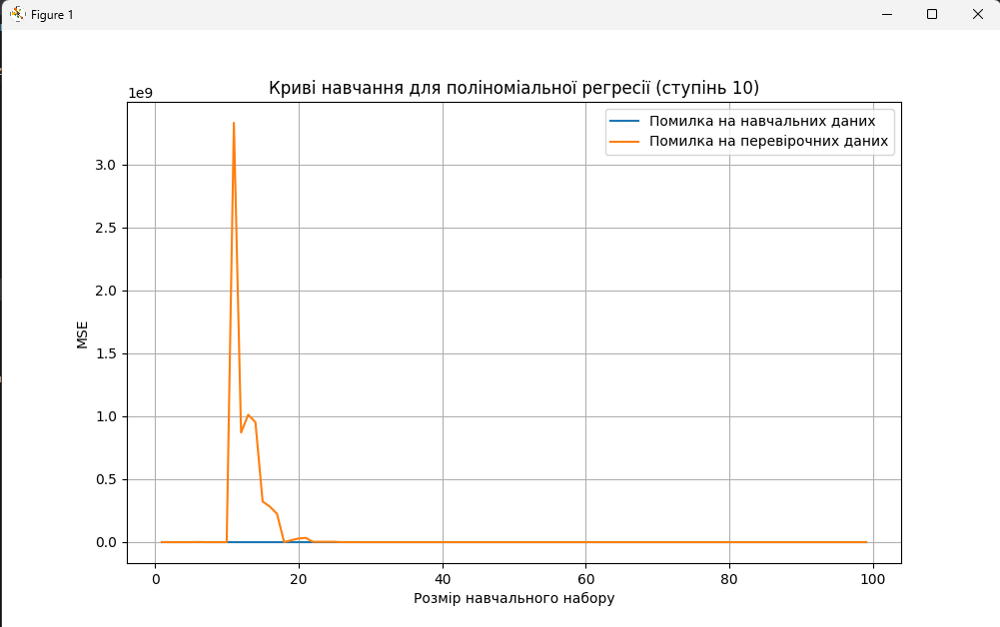 Figure 1
Криві навчання для поліноміальної регресії (ступінь 10)
1e9
Помилка на навчальних даних
Помилка на перевірочних даних
3.0
2.5
2.0
1.5
1.0
0.5
0.0
MSE
0 20 40 60 80 100
Розмір навчального набору